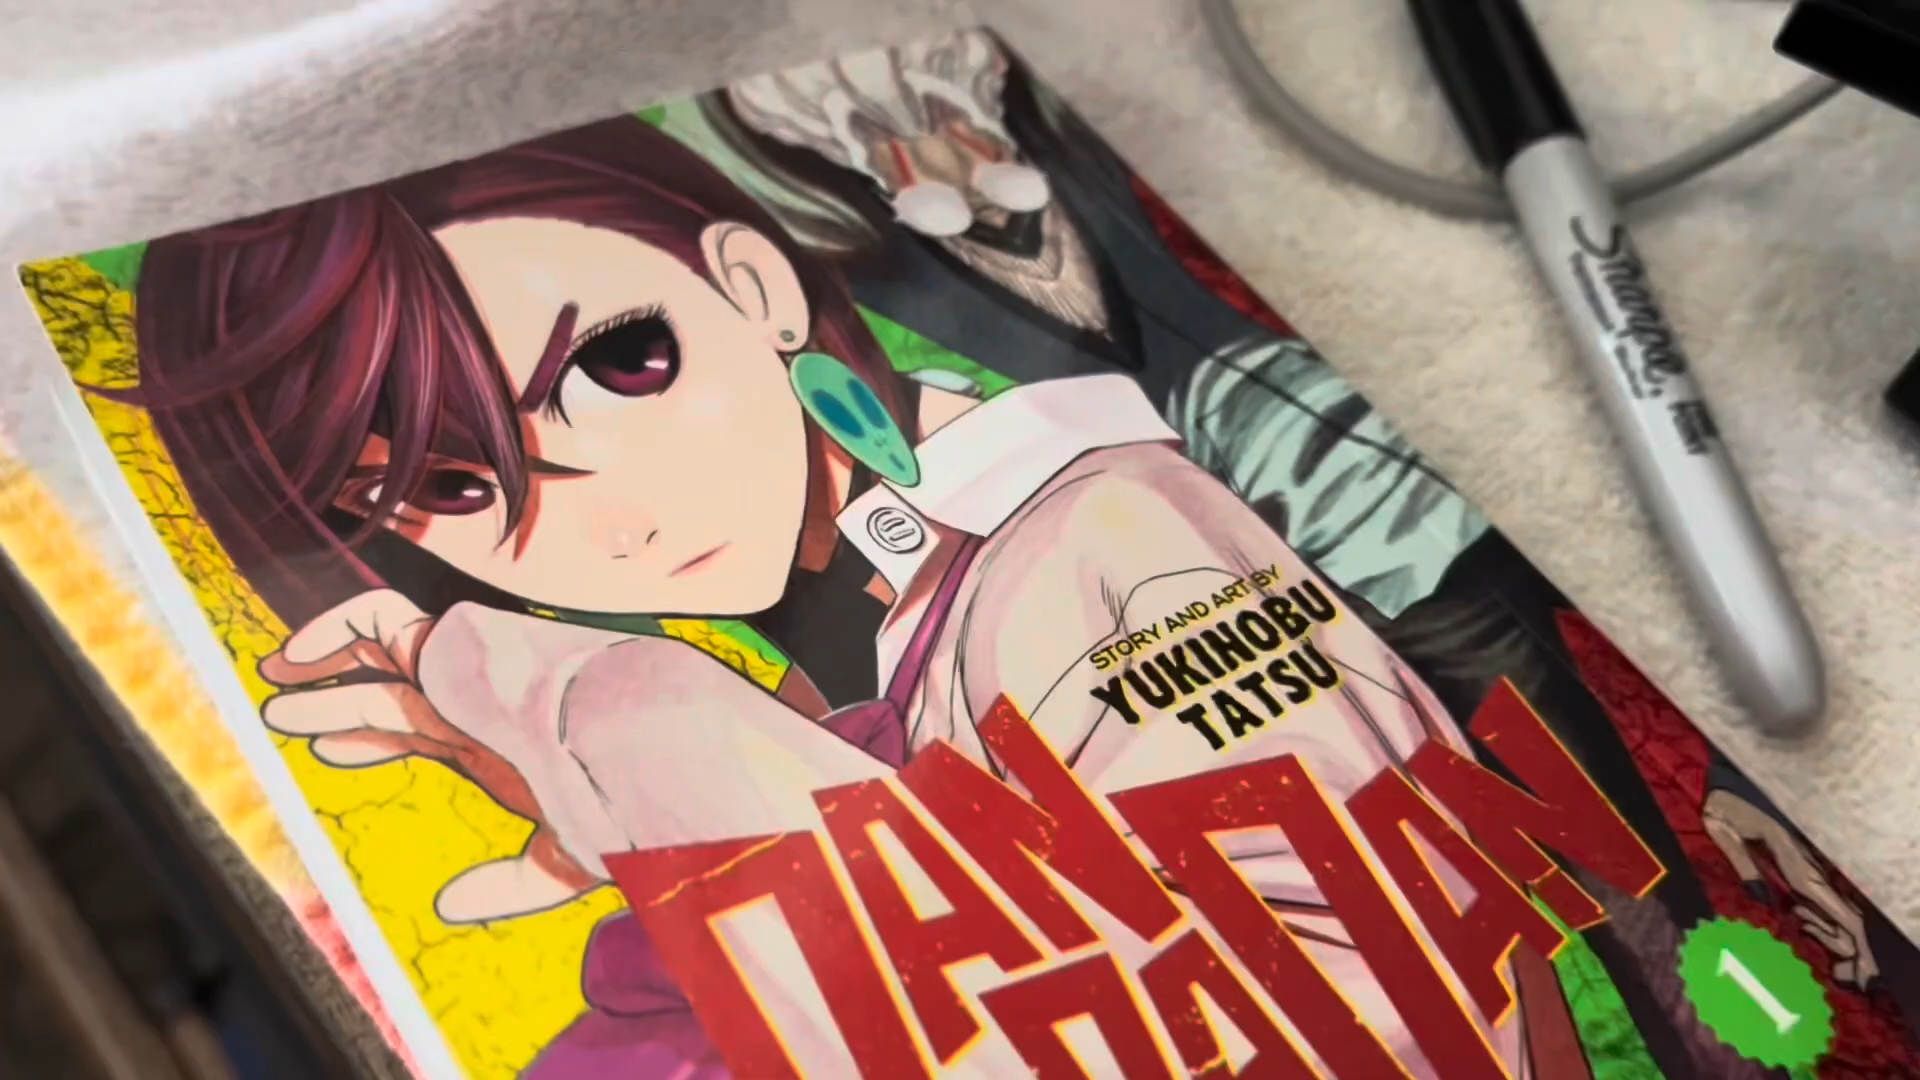 STORY AND ART BY
YUKINOBU
TATSU
DAN
DA
DAN
1
Sharpie